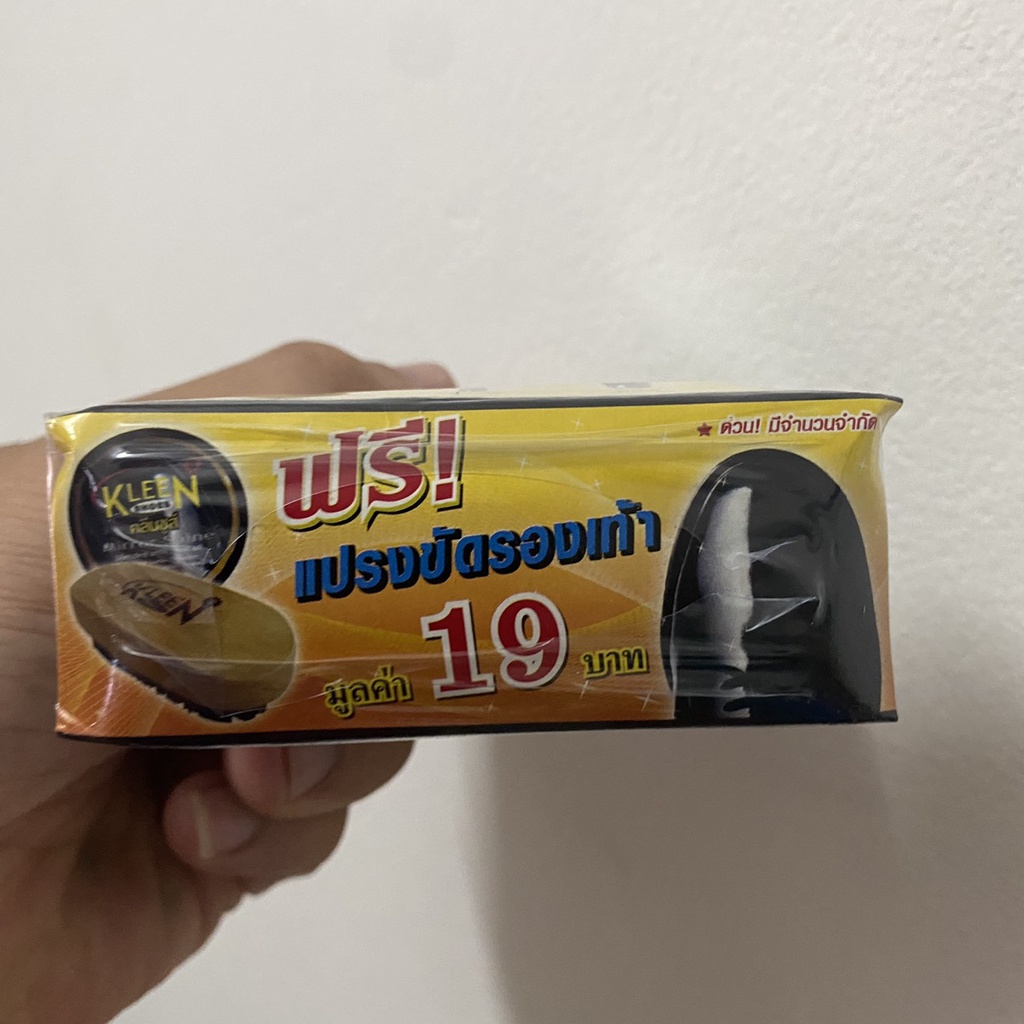 ★ ด่วน! มีจำนวนจำกัด
ฟรี!
แปรงขัดรองเท้า
มูลค่า 19 บาท
KLEEN
SHOES
คลีนชูส์
KLEEN